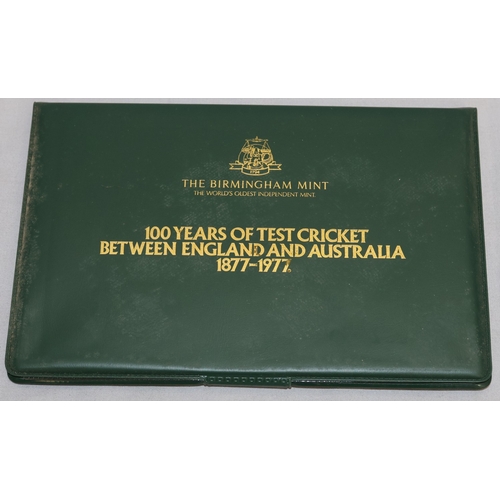 THE BIRMINGHAM MINT
THE WORLD'S OLDEST INDEPENDENT MINT.
100 YEARS OF TEST CRICKET
BETWEEN ENGLAND AND AUSTRALIA
1877-1977